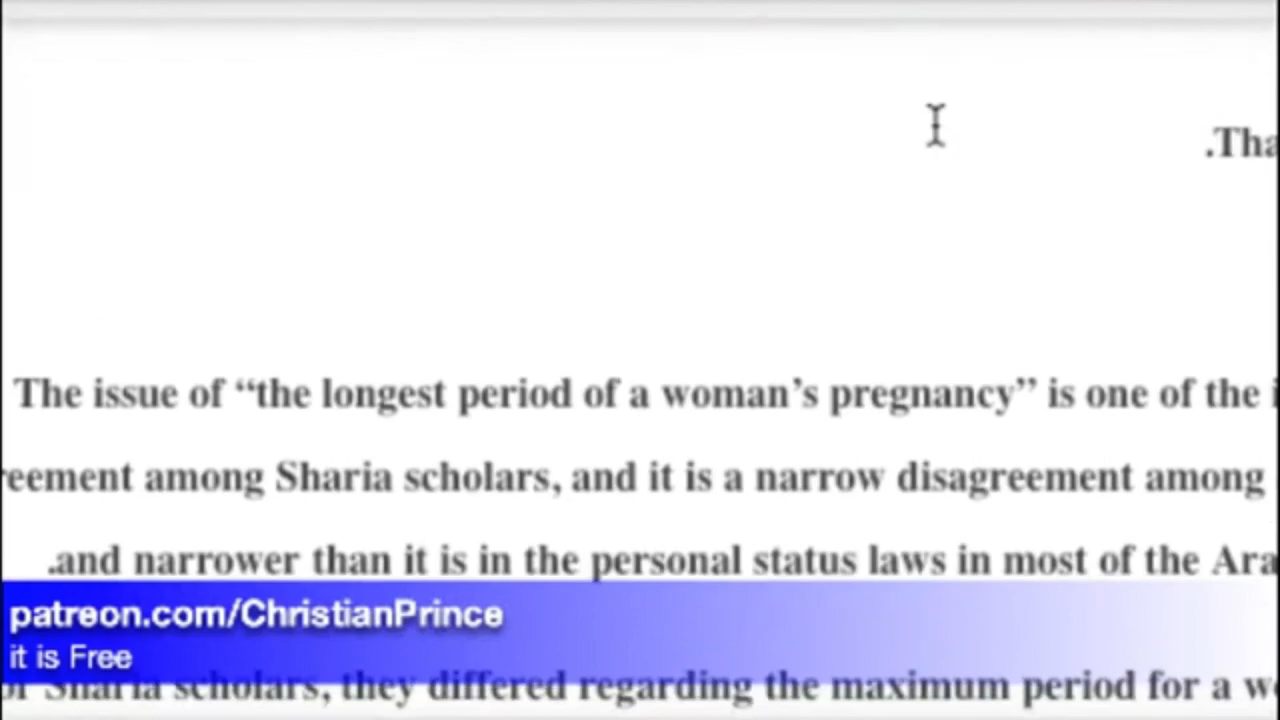 .Tha
The issue of “the longest period of a woman’s pregnancy” is one of the
reement among Sharia scholars, and it is a narrow disagreement among
.and narrower than it is in the personal status laws in most of the Ara
patreon.com/ChristianPrince
it is Free
Sharia scholars, they differed regarding the maximum period for a